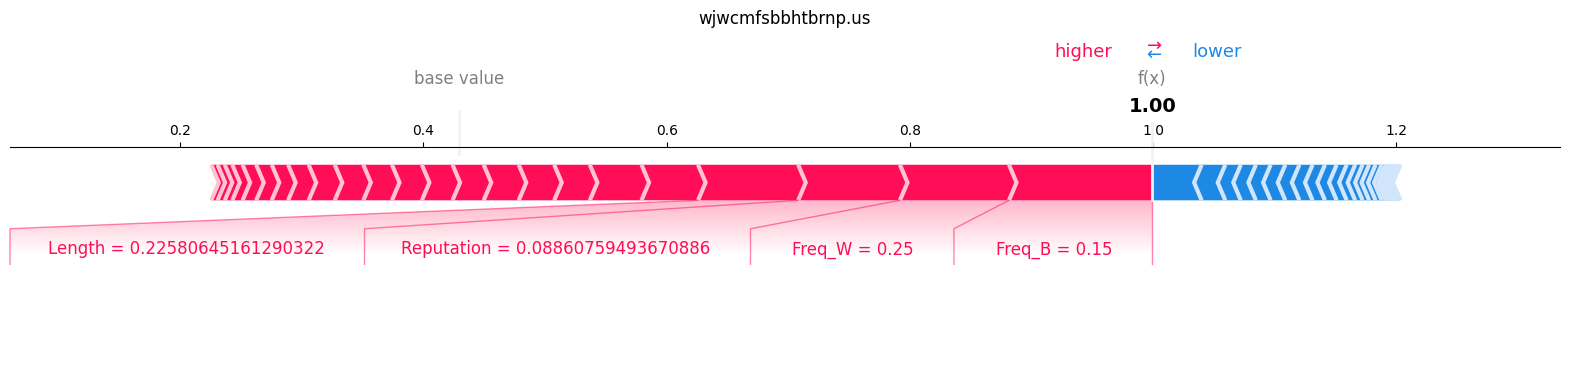 wjwcmfsbbhtbrnp.us
higher → ← lower
base value f(x)
1.00
0.2 0.4 0.6 0.8 1.0 1.2
Length = 0.22580645161290322 Reputation = 0.08860759493670886 Freq_W = 0.25 Freq_B = 0.15